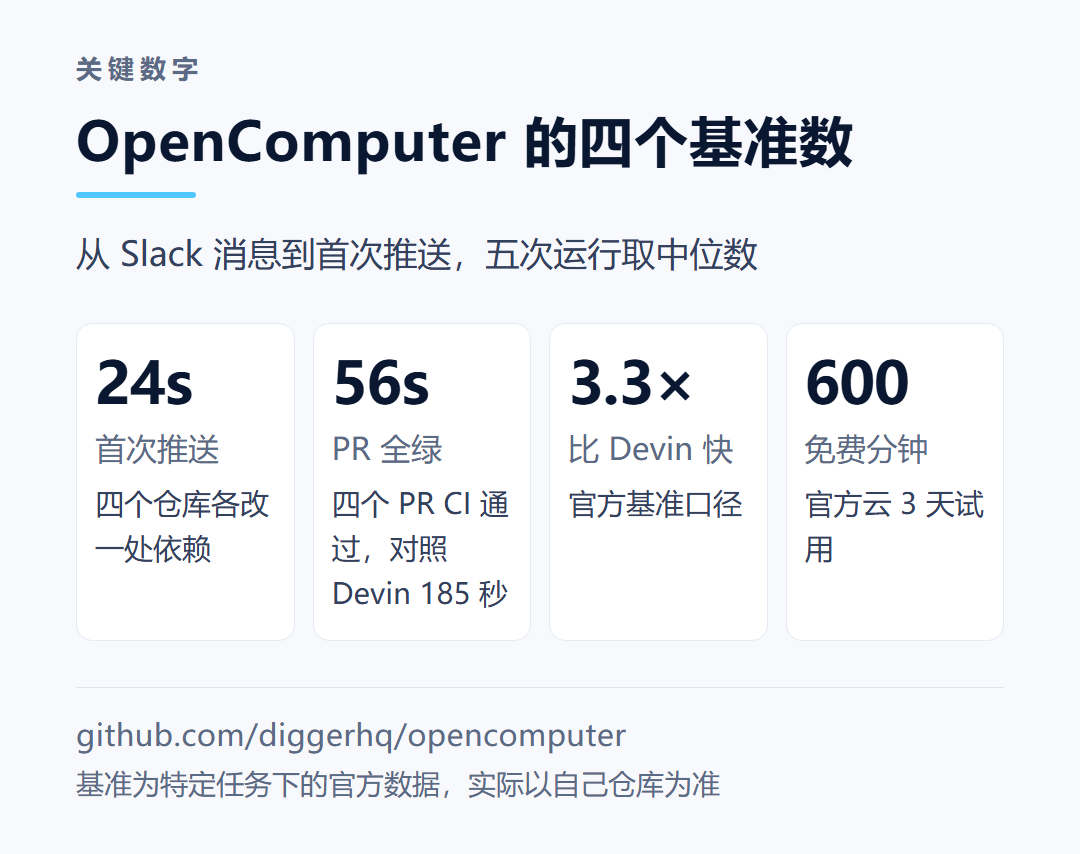 关键数字
OpenComputer 的四个基准数
从 Slack 消息到首次推送，五次运行取中位数
24s
首次推送
四个仓库各改
一处依赖
56s
PR 全绿
四个 PR CI 通
过，对照
Devin 185 秒
3.3×
比 Devin 快
官方基准口径
600
免费分钟
官方云 3 天试
用
github.com/diggerhq/opencomputer
基准为特定任务下的官方数据，实际以自己仓库为准